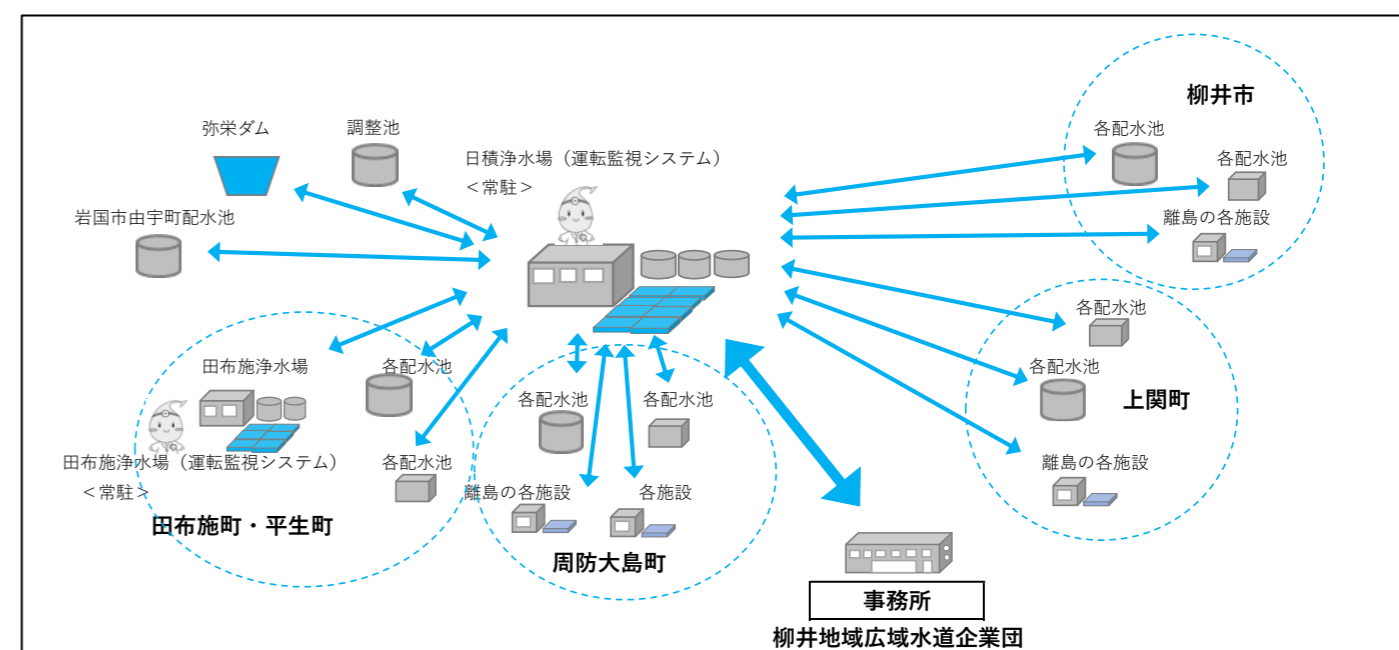 柳井市
弥栄ダム
調整池
各配水池
日積浄水場（運転監視システム）
＜常駐＞
各配水池
岩国市由宇町配水池
離島の各施設
各配水池
田布施浄水場
各配水池
各配水池
上関町
各配水池
各配水池
田布施浄水場（運転監視システム）
＜常駐＞
各配水池
離島の各施設
離島の各施設
各施設
田布施町・平生町
周防大島町
事務所
柳井地域広域水道企業団